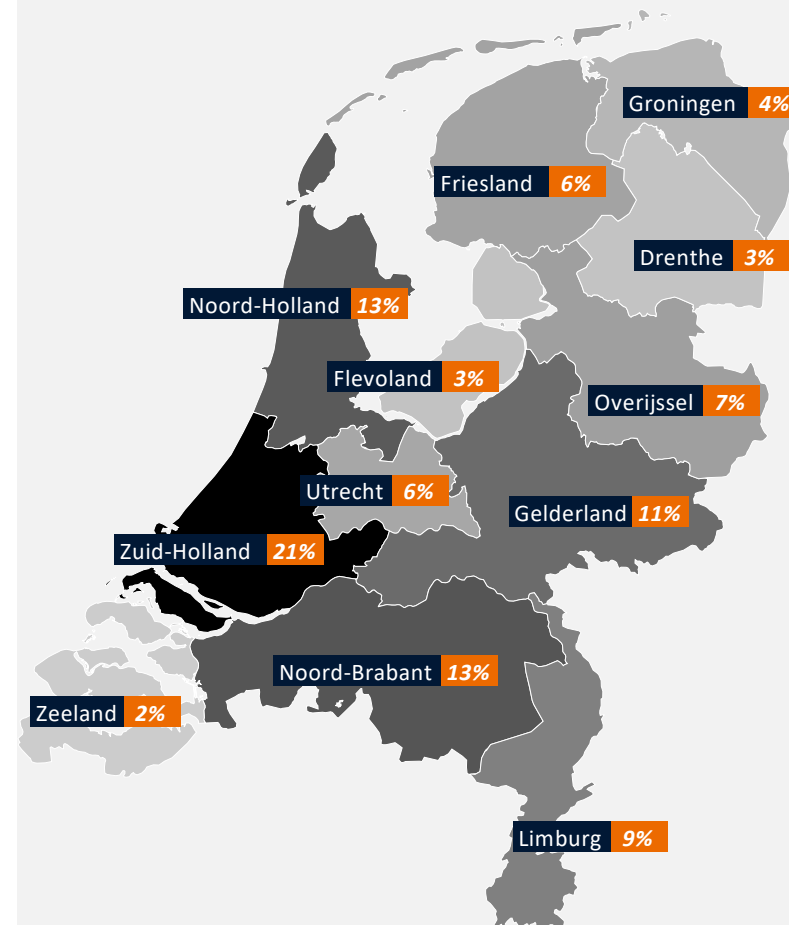 Groningen 4%
Friesland 6%
Drenthe 3%
Noord-Holland 13%
Flevoland 3%
Overijssel 7%
Utrecht 6%
Gelderland 11%
Zuid-Holland 21%
Noord-Brabant 13%
Zeeland 2%
Limburg 9%